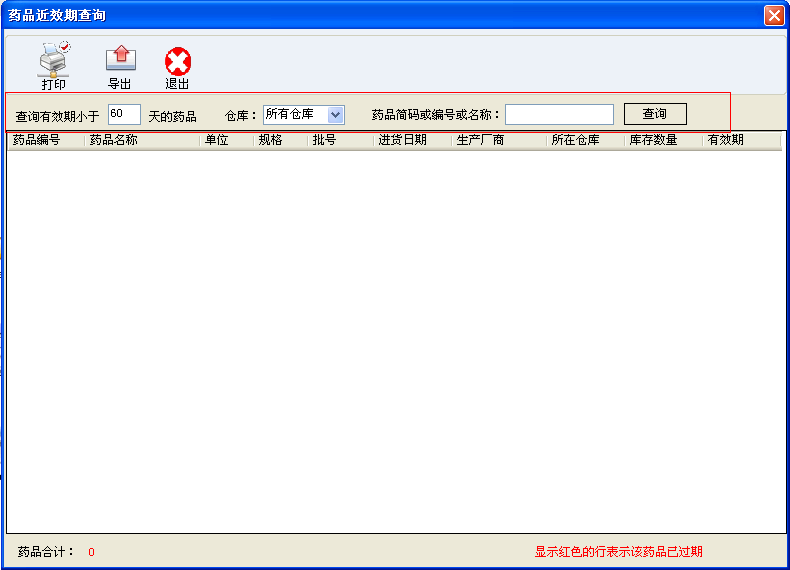 药品近效期查询
打印 导出 退出
查询有效期小于 60 天的药品 仓库： 所有仓库 药品简码或编号或名称： 查询
药品编号 药品名称 单位 规格 批号 进货日期 生产厂商 所在仓库 库存数量 有效期
药品合计： 0 显示红色的行表示该药品已过期